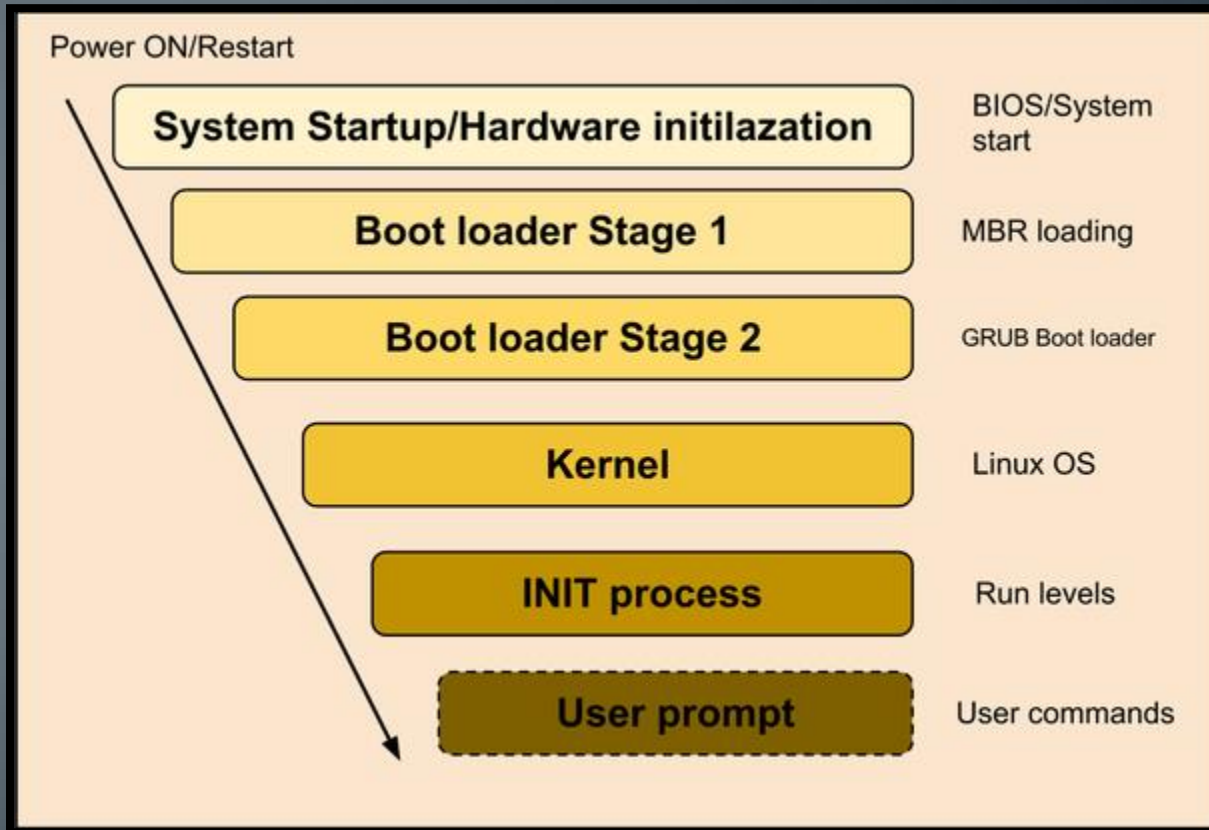 Power ON/Restart
System Startup/Hardware initilazation
BIOS/System
start
Boot loader Stage 1
MBR loading
Boot loader Stage 2
GRUB Boot loader
Kernel
Linux OS
INIT process
Run levels
User prompt
User commands